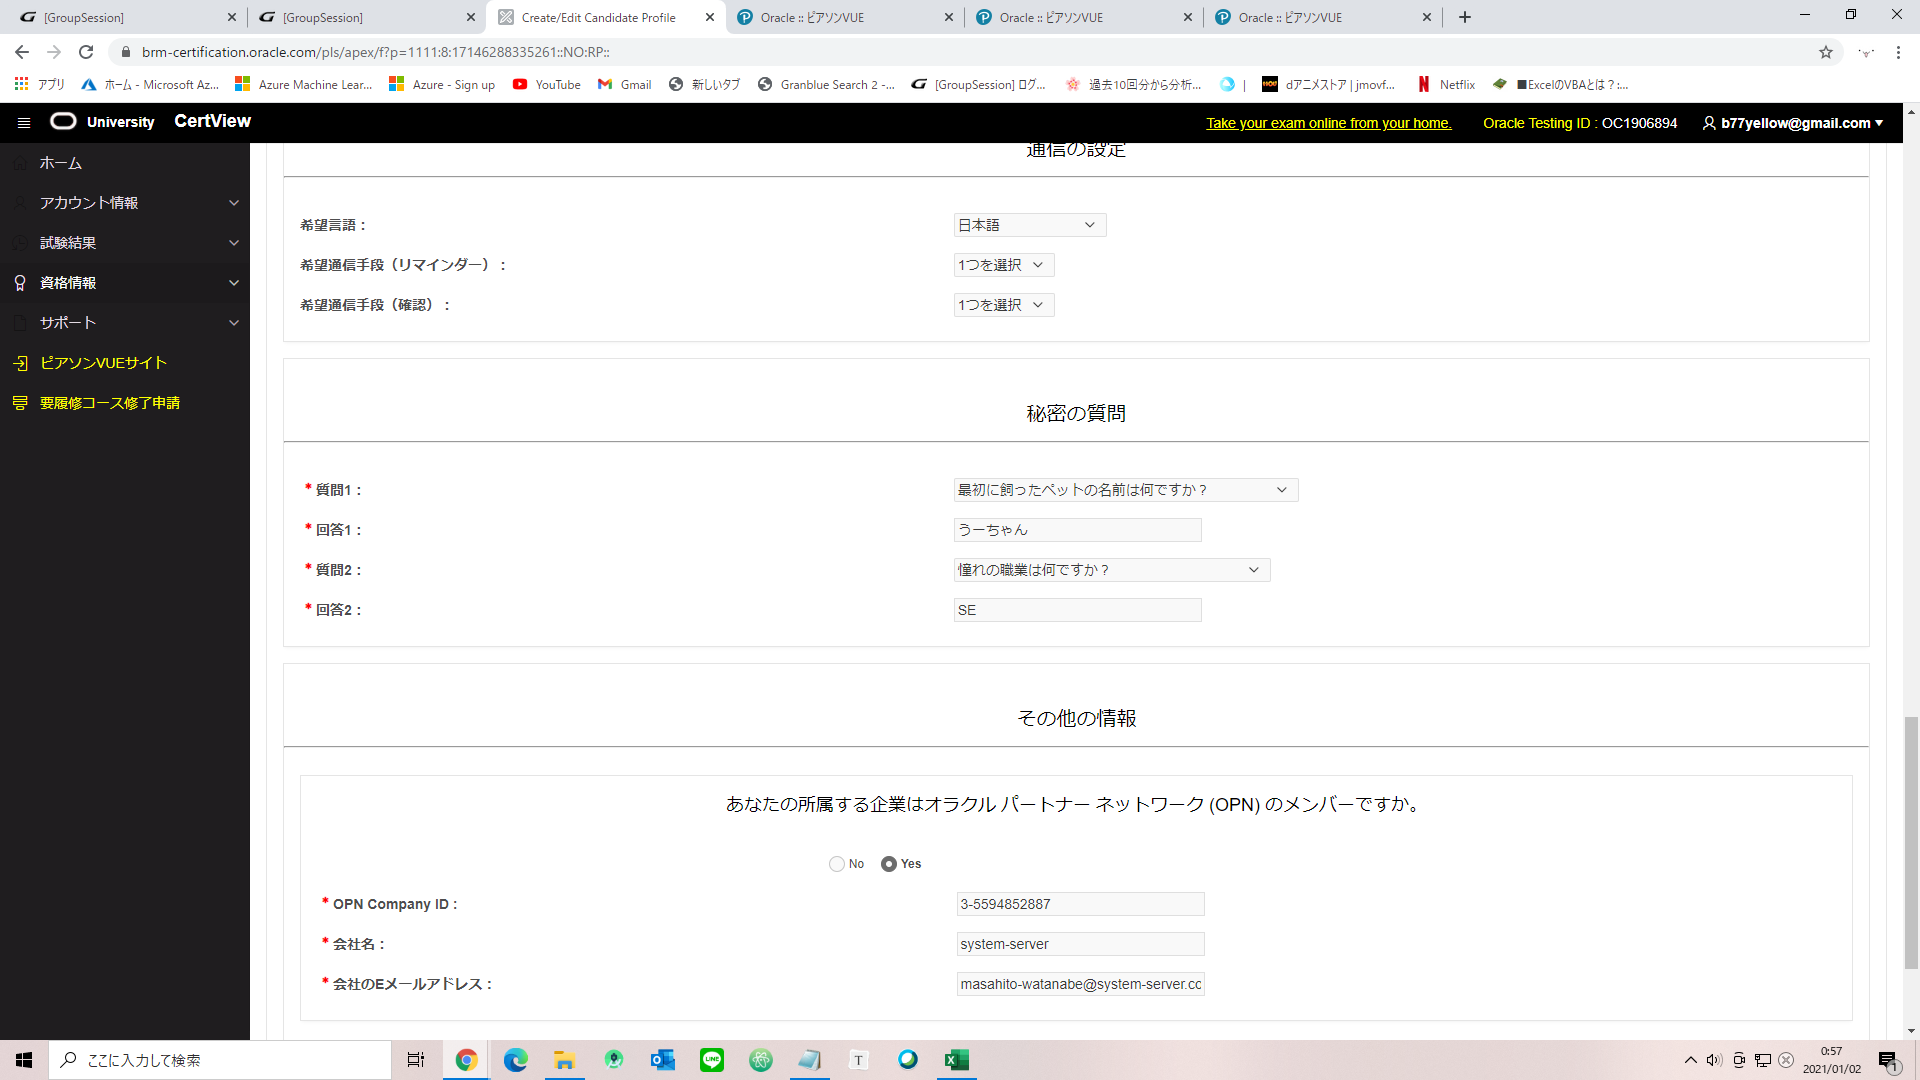 [GroupSession]
[GroupSession]
Create/Edit Candidate Profile
Oracle :: ピアソンVUE
Oracle :: ピアソンVUE
Oracle :: ピアソンVUE
brm-certification.oracle.com/pls/apex/f?p=1111:8:17146288335261::NO:RP::
アプリ
ホーム - Microsoft Az...
Azure Machine Lear...
Azure - Sign up
YouTube
Gmail
新しいタブ
Granblue Search 2 -...
[GroupSession] ログ...
過去10回分から分析...
|
dアニメストア | jmovf...
Netflix
■ExcelのVBAとは?:...
University CertView
Take your exam online from your home.
Oracle Testing ID : OC1906894
b77yellow@gmail.com
ホーム
アカウント情報
試験結果
資格情報
サポート
ピアソンVUEサイト
要履修コース修了申請
通信の設定
希望言語:
日本語
希望通信手段(リマインダー):
1つを選択
希望通信手段(確認):
1つを選択
秘密の質問
* 質問1:
最初に飼ったペットの名前は何ですか?
* 回答1:
うーちゃん
* 質問2:
憧れの職業は何ですか?
* 回答2:
SE
その他の情報
あなたの所属する企業はオラクル パートナー ネットワーク (OPN) のメンバーですか。
No Yes
* OPN Company ID :
3-5594852887
* 会社名:
system-server
* 会社のEメールアドレス:
masahito-watanabe@system-server.cc
ここに入力して検索
LINE
T
0:57
2021/01/02
1